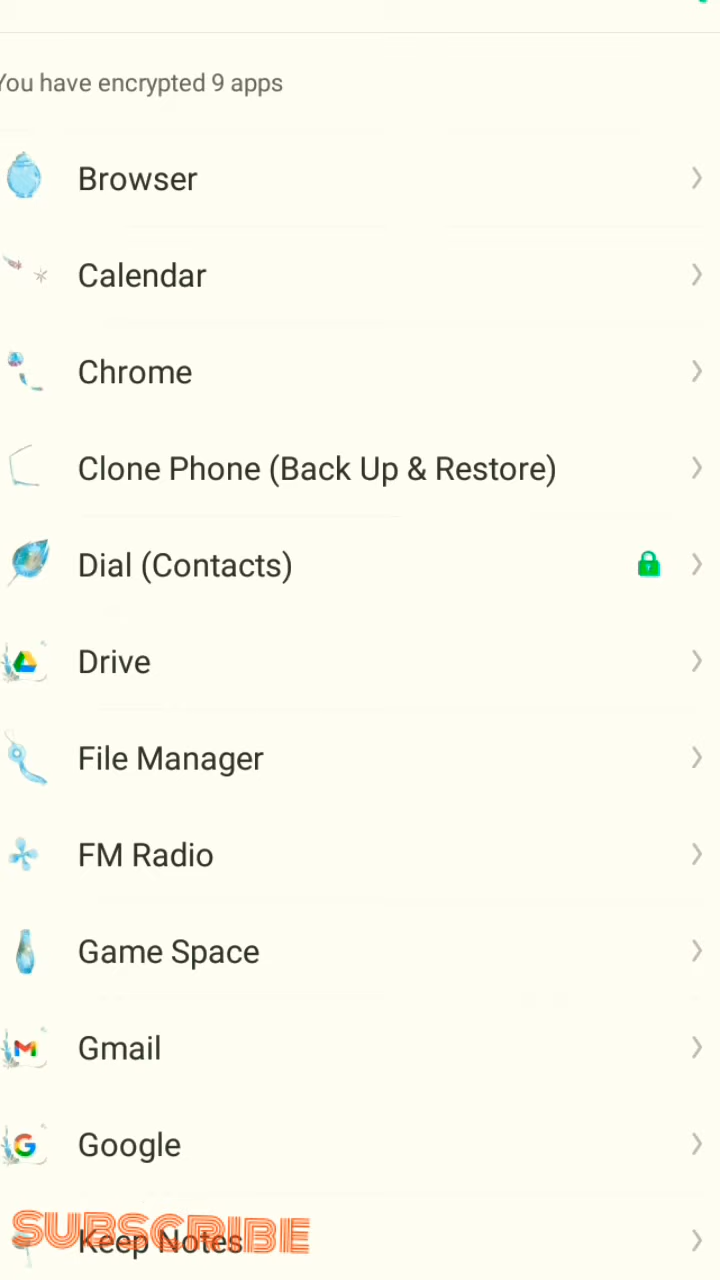 You have encrypted 9 apps
Browser
Calendar
Chrome
Clone Phone (Back Up & Restore)
Dial (Contacts)
Drive
File Manager
FM Radio
Game Space
Gmail
Google
SUBSCRIBE
Keep Notes